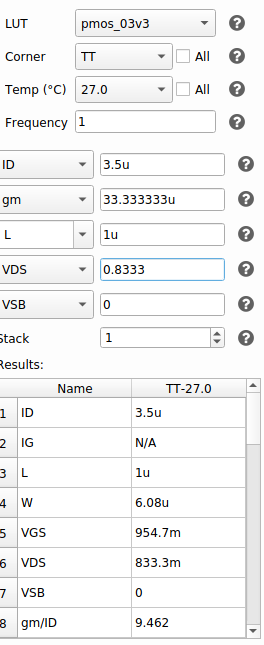 LUT pmos_03v3 ?
Corner TT All ?
Temp (°C) 27.0 All ?
Frequency 1 ?
ID 3.5u ?
gm 33.333333u ?
L 1u ?
VDS 0.8333 ?
VSB 0 ?
Stack 1 ?
Results:
Name TT-27.0
1 ID 3.5u
2 IG N/A
3 L 1u
4 W 6.08u
5 VGS 954.7m
6 VDS 833.3m
7 VSB 0
8 gm/ID 9.462